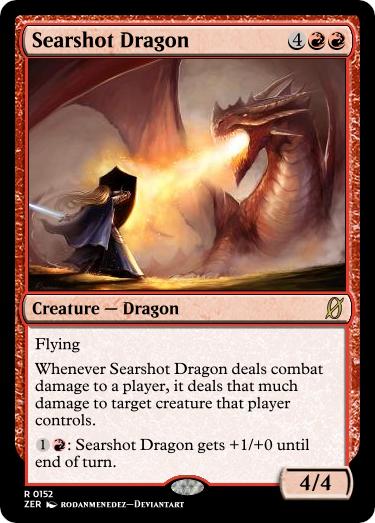 Searshot Dragon 4
Creature — Dragon
Flying
Whenever Searshot Dragon deals combat
damage to a player, it deals that much
damage to target creature that player
controls.
1 : Searshot Dragon gets +1/+0 until
end of turn.
4/4
R 0152
ZER RODANMENEDEZ—DEVIANTART